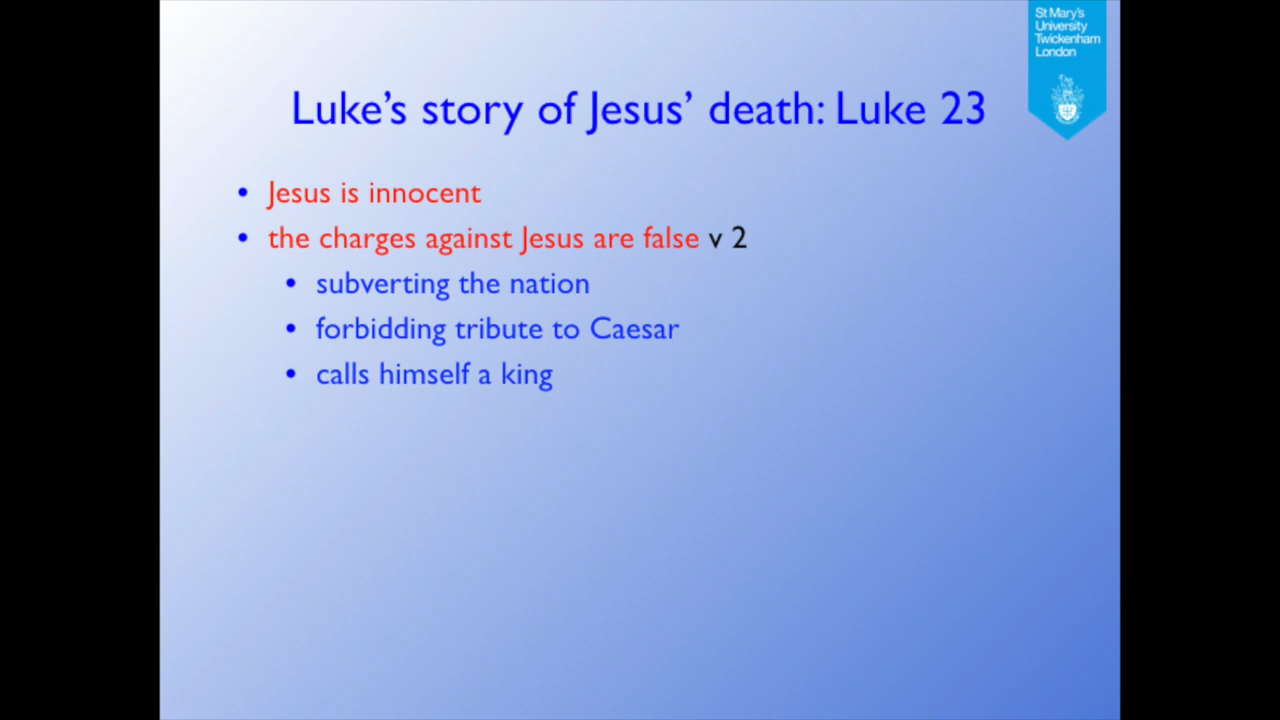 St Mary's
University
Twickenham
London
Luke's story of Jesus' death: Luke 23
• Jesus is innocent
• the charges against Jesus are false v 2
• subverting the nation
• forbidding tribute to Caesar
• calls himself a king